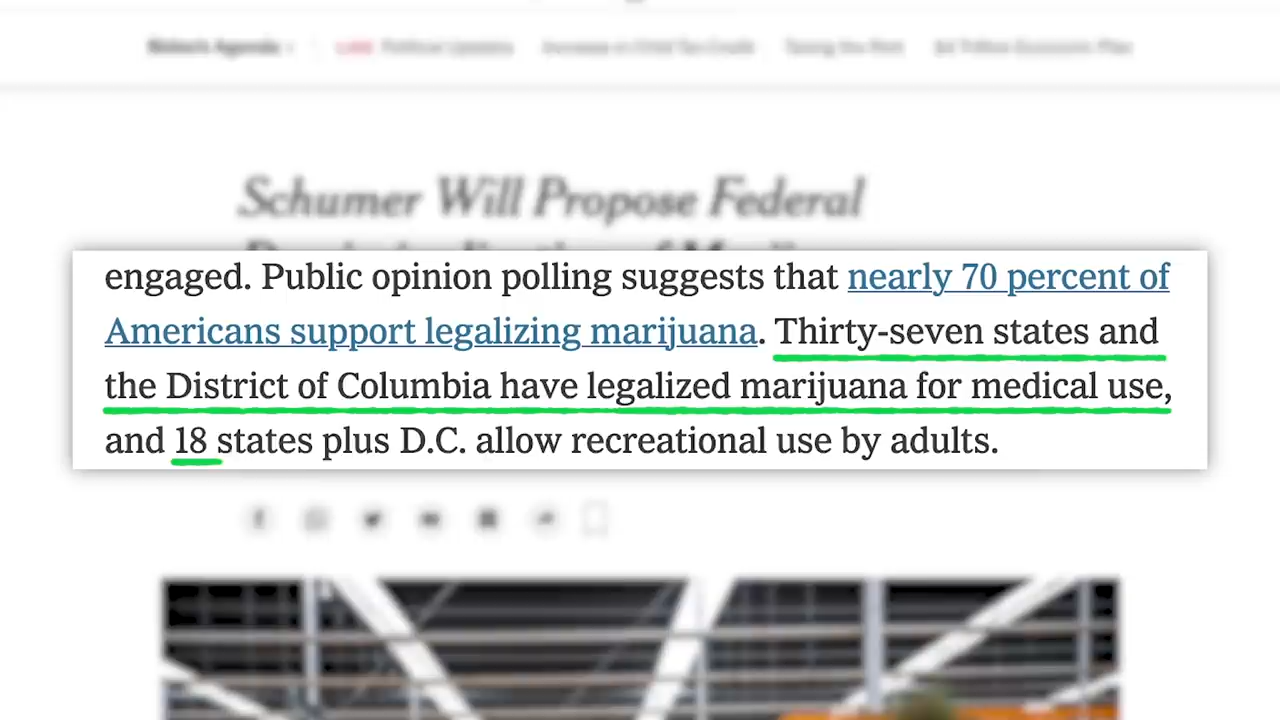 Schumer Will Propose Federal
engaged. Public opinion polling suggests that nearly 70 percent of
Americans support legalizing marijuana. Thirty-seven states and
the District of Columbia have legalized marijuana for medical use,
and 18 states plus D.C. allow recreational use by adults.